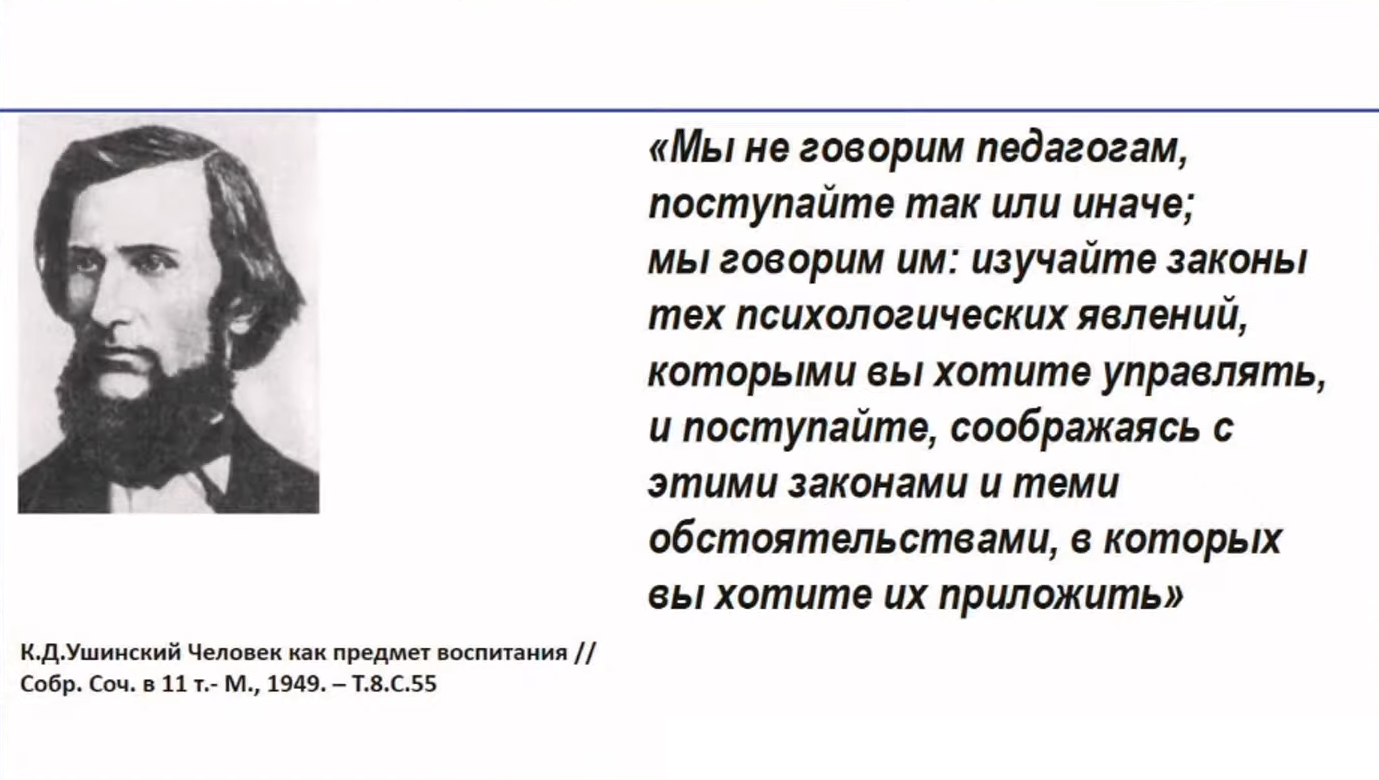 «Мы не говорим педагогам,
поступайте так или иначе;
мы говорим им: изучайте законы
тех психологических явлений,
которыми вы хотите управлять,
и поступайте, соображаясь с
этими законами и теми
обстоятельствами, в которых
вы хотите их приложить»
К.Д.Ушинский Человек как предмет воспитания //
Собр. Соч. в 11 т.- М., 1949. – Т.8.С.55